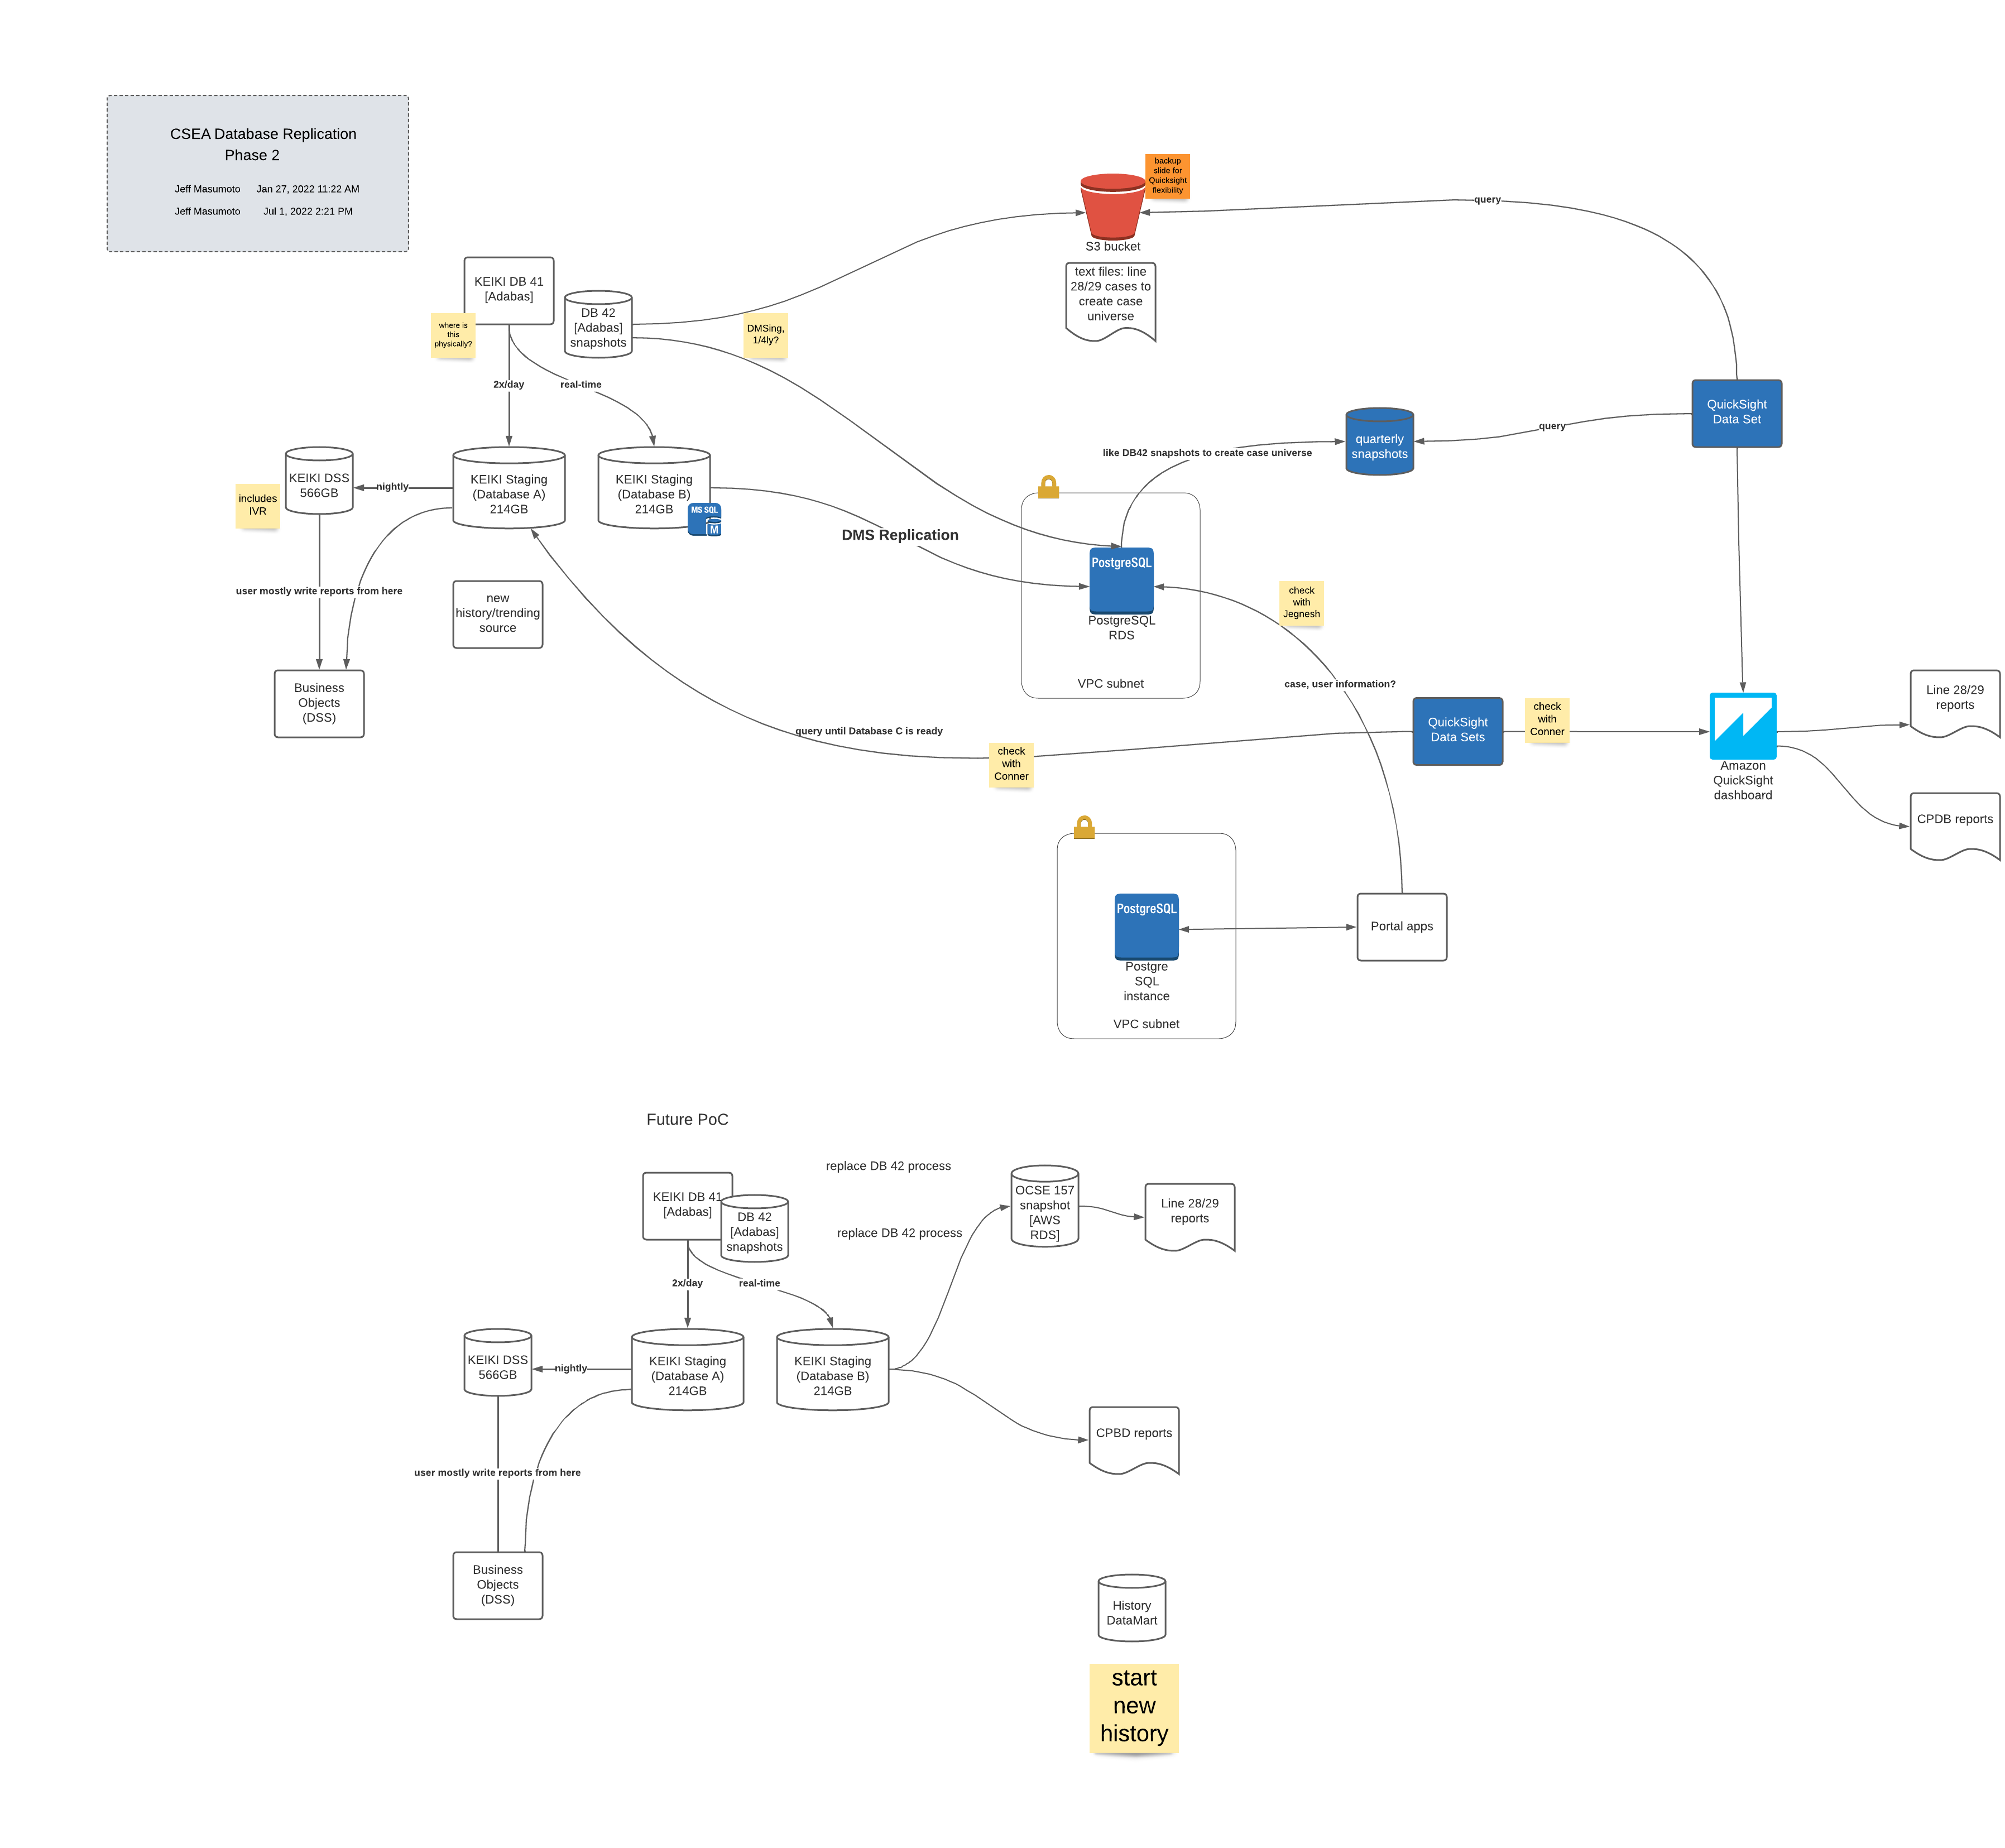 CSEA Database Replication
Phase 2
Jeff Masumoto Jan 27, 2022 11:22 AM
Jeff Masumoto Jul 1, 2022 2:21 PM
backup
slide for
Quicksight
flexibility
query
S3 bucket
text files: line
28/29 cases to
create case
universe
KEIKI DB 41
[Adabas]
DB 42
[Adabas]
snapshots
where is
this
physically?
DMSing,
1/4ly?
2x/day
real-time
QuickSight
Data Set
query
quarterly
snapshots
like DB42 snapshots to create case universe
KEIKI DSS
566GB
includes
IVR
nightly
KEIKI Staging
(Database A)
214GB
KEIKI Staging
(Database B)
214GB
MS SQL
M
DMS Replication
PostgreSQL
PostgreSQL
RDS
VPC subnet
check
with
Jegnesh
user mostly write reports from here
new
history/trending
source
Business
Objects
(DSS)
case, user information?
query until Database C is ready
check
with
Conner
QuickSight
Data Sets
check
with
Conner
Amazon
QuickSight
dashboard
Line 28/29
reports
CPDB reports
PostgreSQL
Postgre
SQL
instance
VPC subnet
Portal apps
Future PoC
replace DB 42 process
KEIKI DB 41
[Adabas]
DB 42
[Adabas]
snapshots
replace DB 42 process
OCSE 157
snapshot
[AWS
RDS]
Line 28/29
reports
2x/day
real-time
KEIKI DSS
566GB
nightly
KEIKI Staging
(Database A)
214GB
KEIKI Staging
(Database B)
214GB
CPBD reports
user mostly write reports from here
Business
Objects
(DSS)
History
DataMart
start
new
history